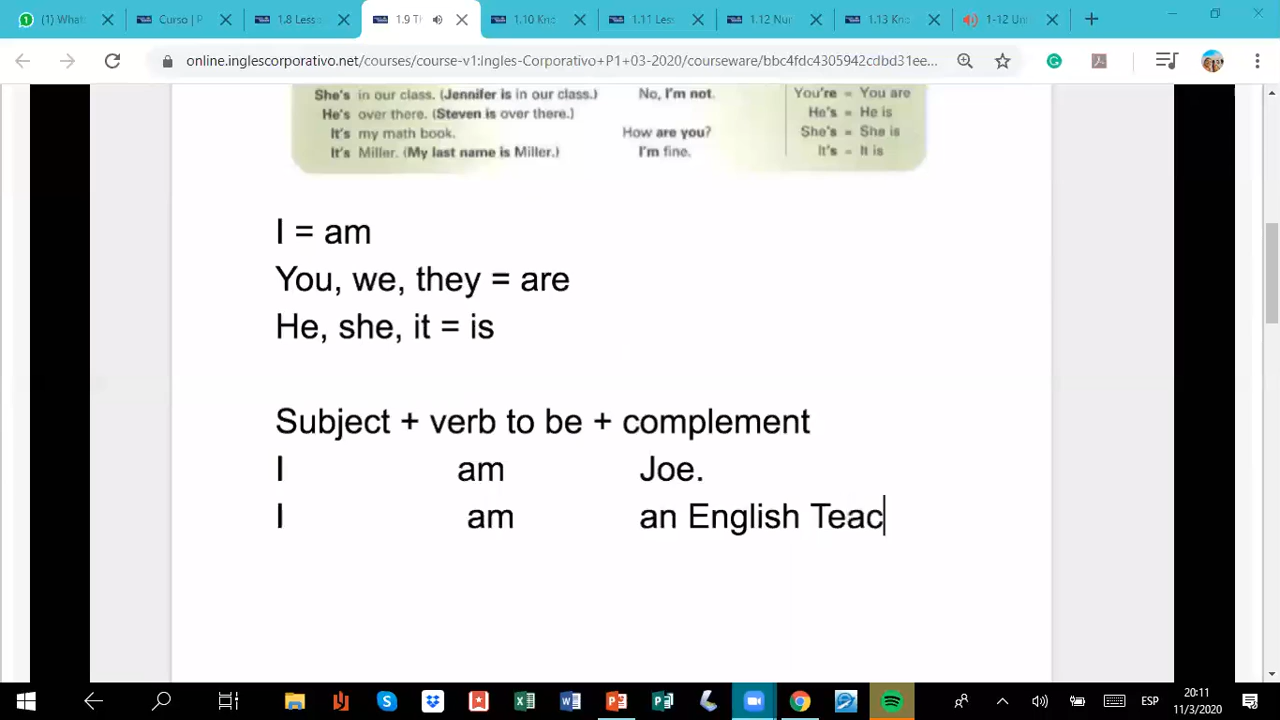 (1) What
Curso | P
1.8 Less
1.9 T
1.10 Kno
1.11 Les
1.12 Nur
1.13 Kno
1-12 Un
online.inglescorporativo.net/courses/course-v1:Ingles-Corporativo+P1+03-2020/courseware/bbc4fdc4305942cdbd31ee...
She's in our class. (Jennifer is in our class.) No, I'm not. You're = You are
He's over there. (Steven is over there.) He's = He is
It's my math book. How are you? She's = She is
It's Miller. (My last name is Miller.) I'm fine. It's = It is
I = am
You, we, they = are
He, she, it = is
Subject + verb to be + complement
I am Joe.
I am an English Teac
ESP
20:11
11/3/2020